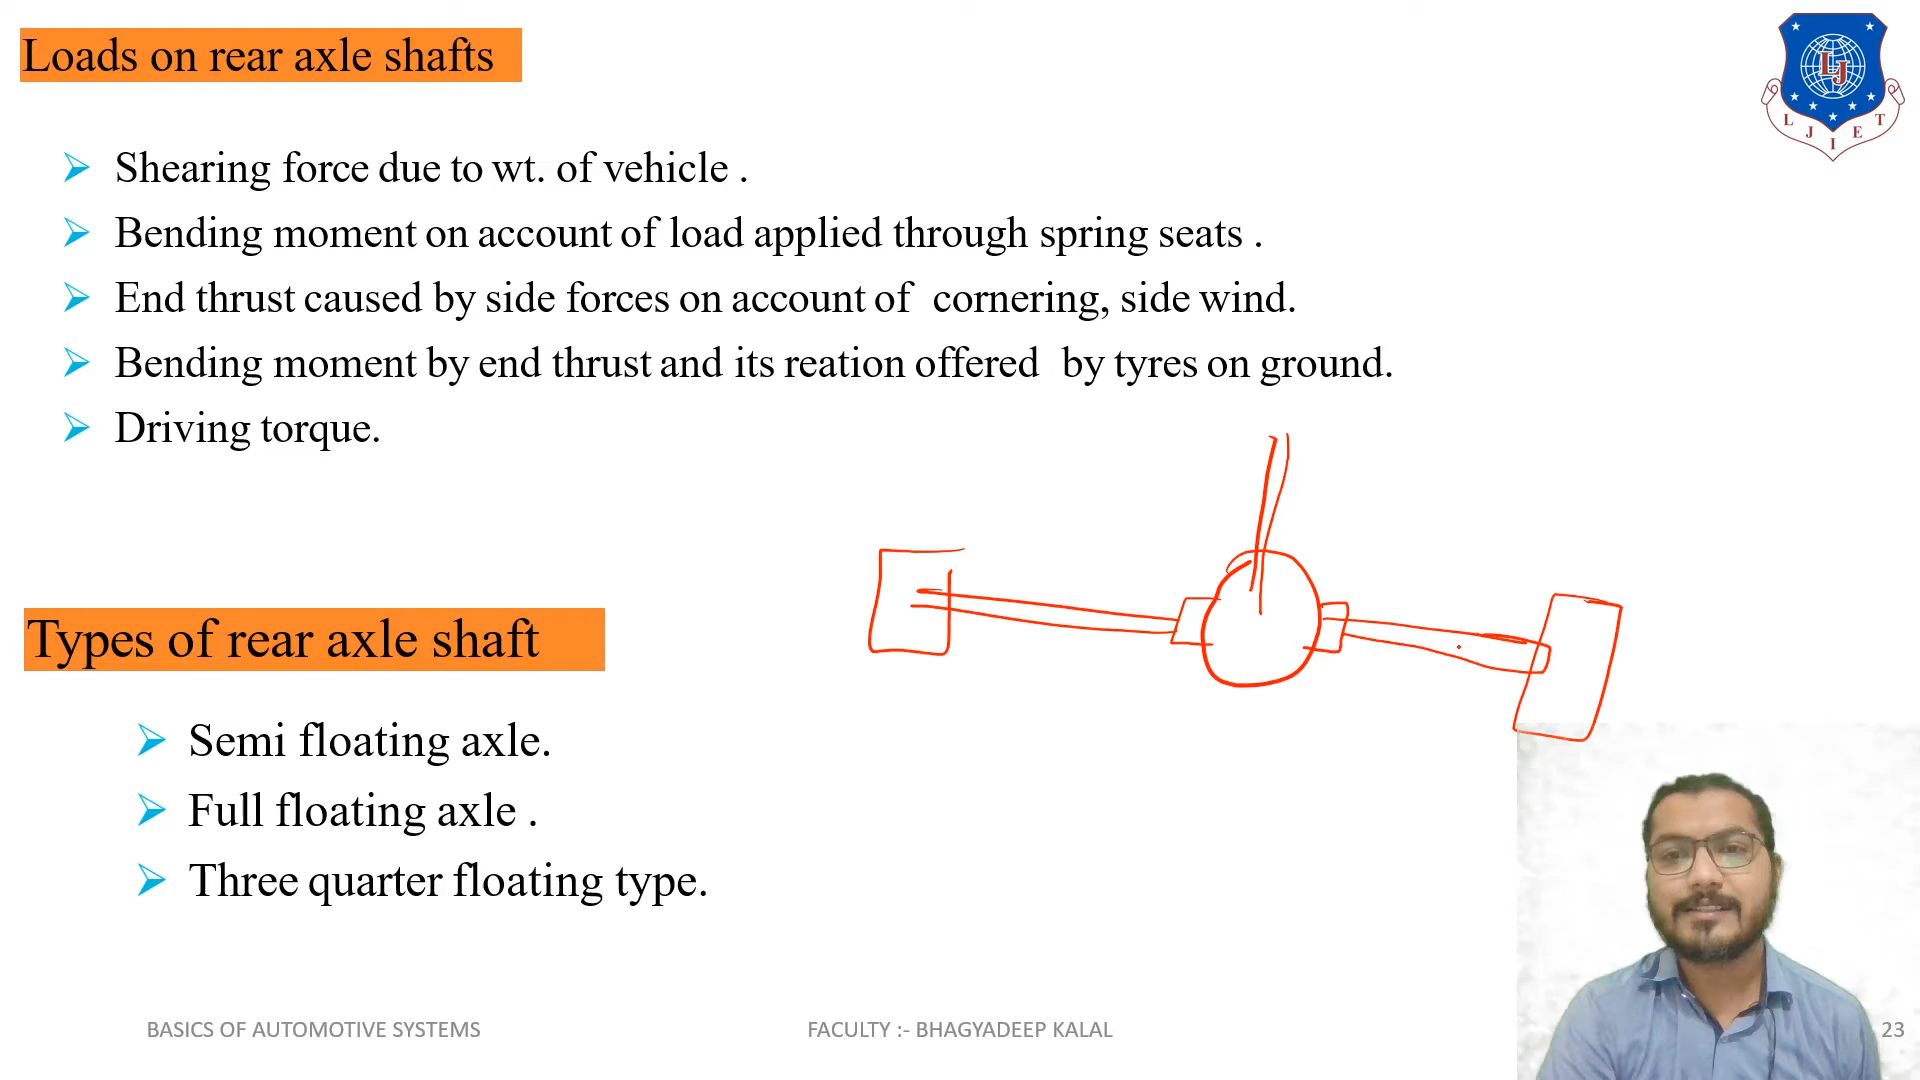 Loads on rear axle shafts
Shearing force due to wt. of vehicle .
Bending moment on account of load applied through spring seats .
End thrust caused by side forces on account of cornering, side wind.
Bending moment by end thrust and its reation offered by tyres on ground.
Driving torque.
Types of rear axle shaft
Semi floating axle.
Full floating axle .
Three quarter floating type.
LJ
L J I E T
BASICS OF AUTOMOTIVE SYSTEMS
FACULTY :- BHAGYADEEP KALAL
23